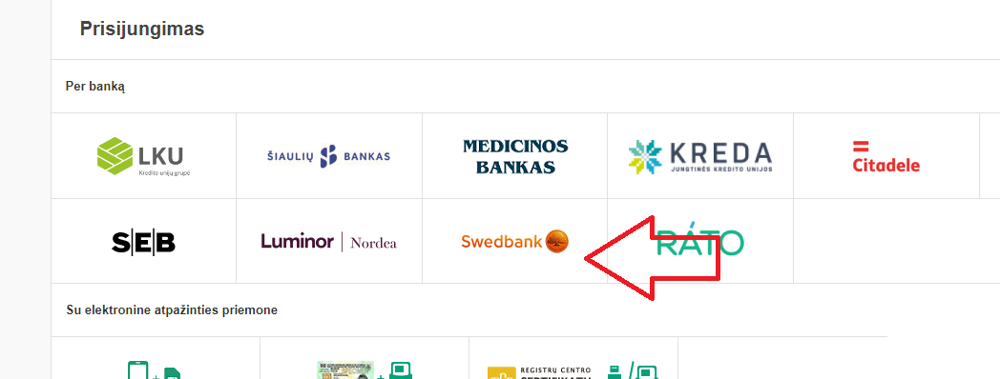 Prisijungimas
Per banką
LKU
Kredito unijų grupė
ŠIAULIŲ BANKAS
MEDICINOS
BANKAS
KREDA
JUNGTINĖS KREDITO UNIJOS
Citadele
SEB
Luminor | Nordea
Swedbank
RATO
Su elektronine atpažinties priemone
+
+
REGISTRŲ CENTRO
/